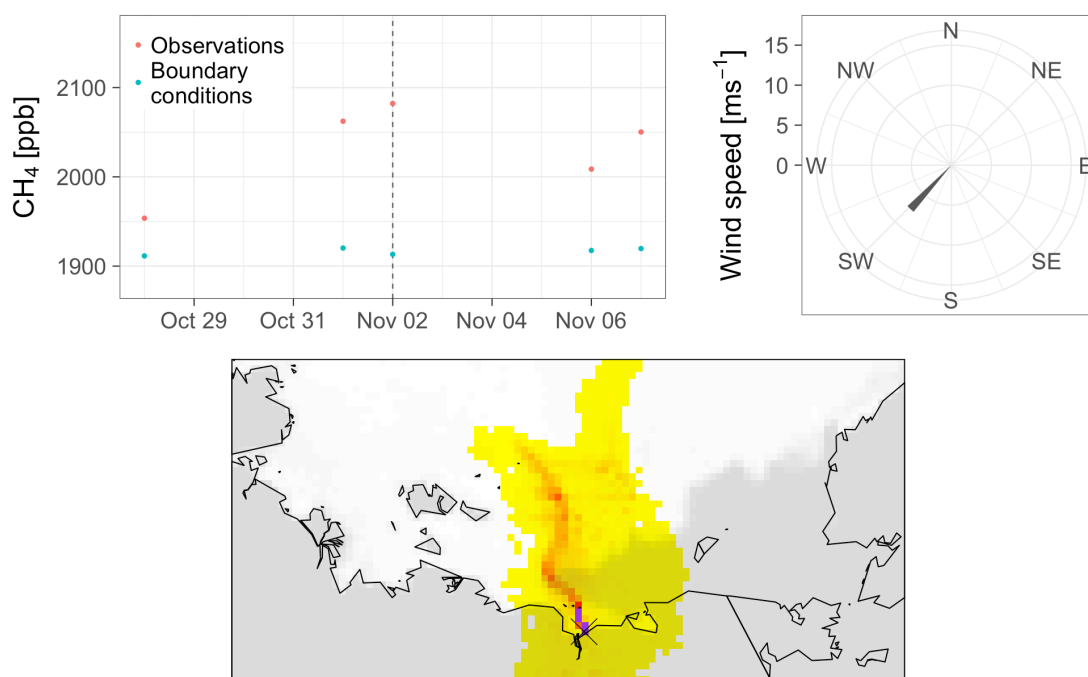 Observations
Boundary
conditions
CH₄ [ppb]
2100
2000
1900
Oct 29
Oct 31
Nov 02
Nov 04
Nov 06
Wind speed [ms⁻¹]
15
10
5
0
N
NE
E
SE
S
SW
W
NW